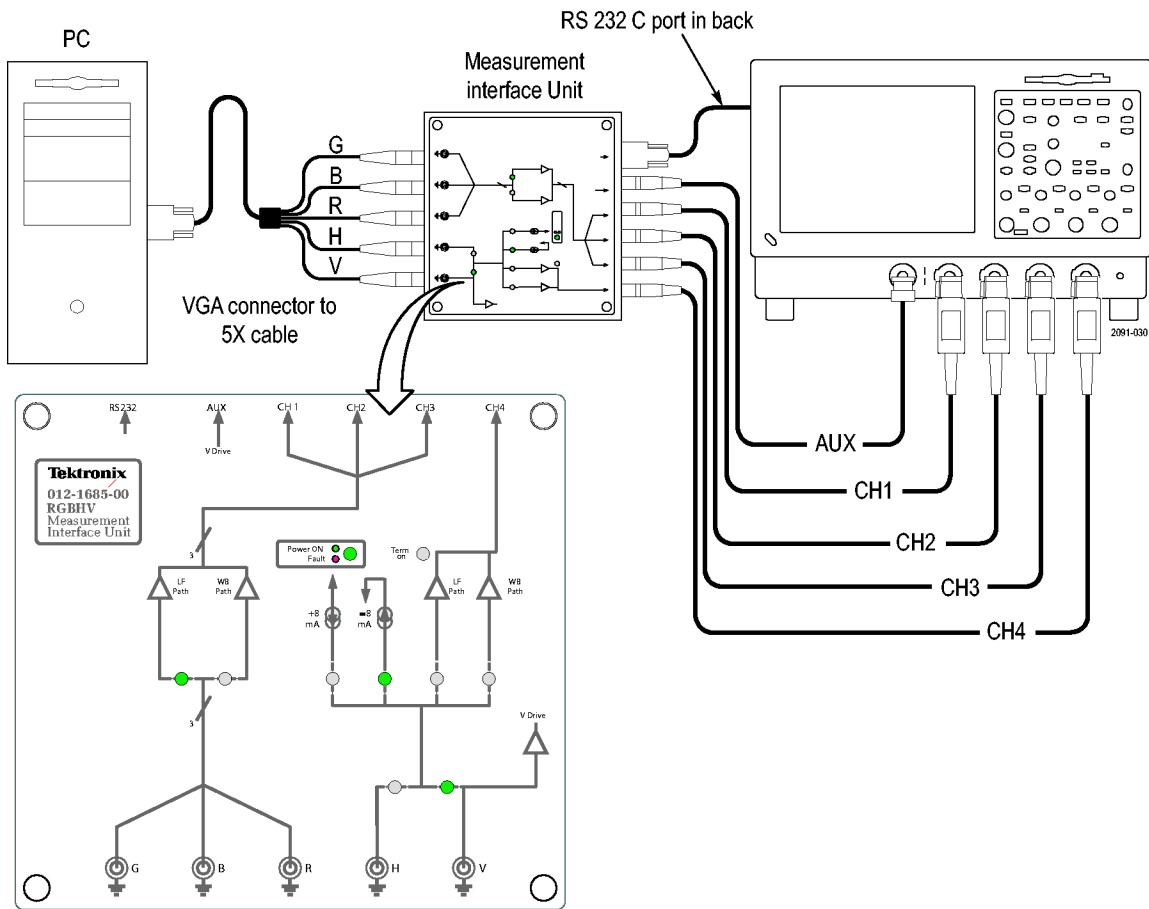 RS 232 C port in back
PC
Measurement
interface Unit
G
B
R
H
V
VGA connector to
5X cable
2091-030
AUX
CH1
CH2
CH3
CH4
RS232
AUX
CH 1
CH2
CH3
CH4
V Drive
Tektronix
012-1685-00
RGBHV
Measurement
Interface Unit
3
Power ON
Fault
Term
on
LF
Path
WB
Path
+8
mA
-8
mA
LF
Path
WB
Path
3
V Drive
G
B
R
H
V